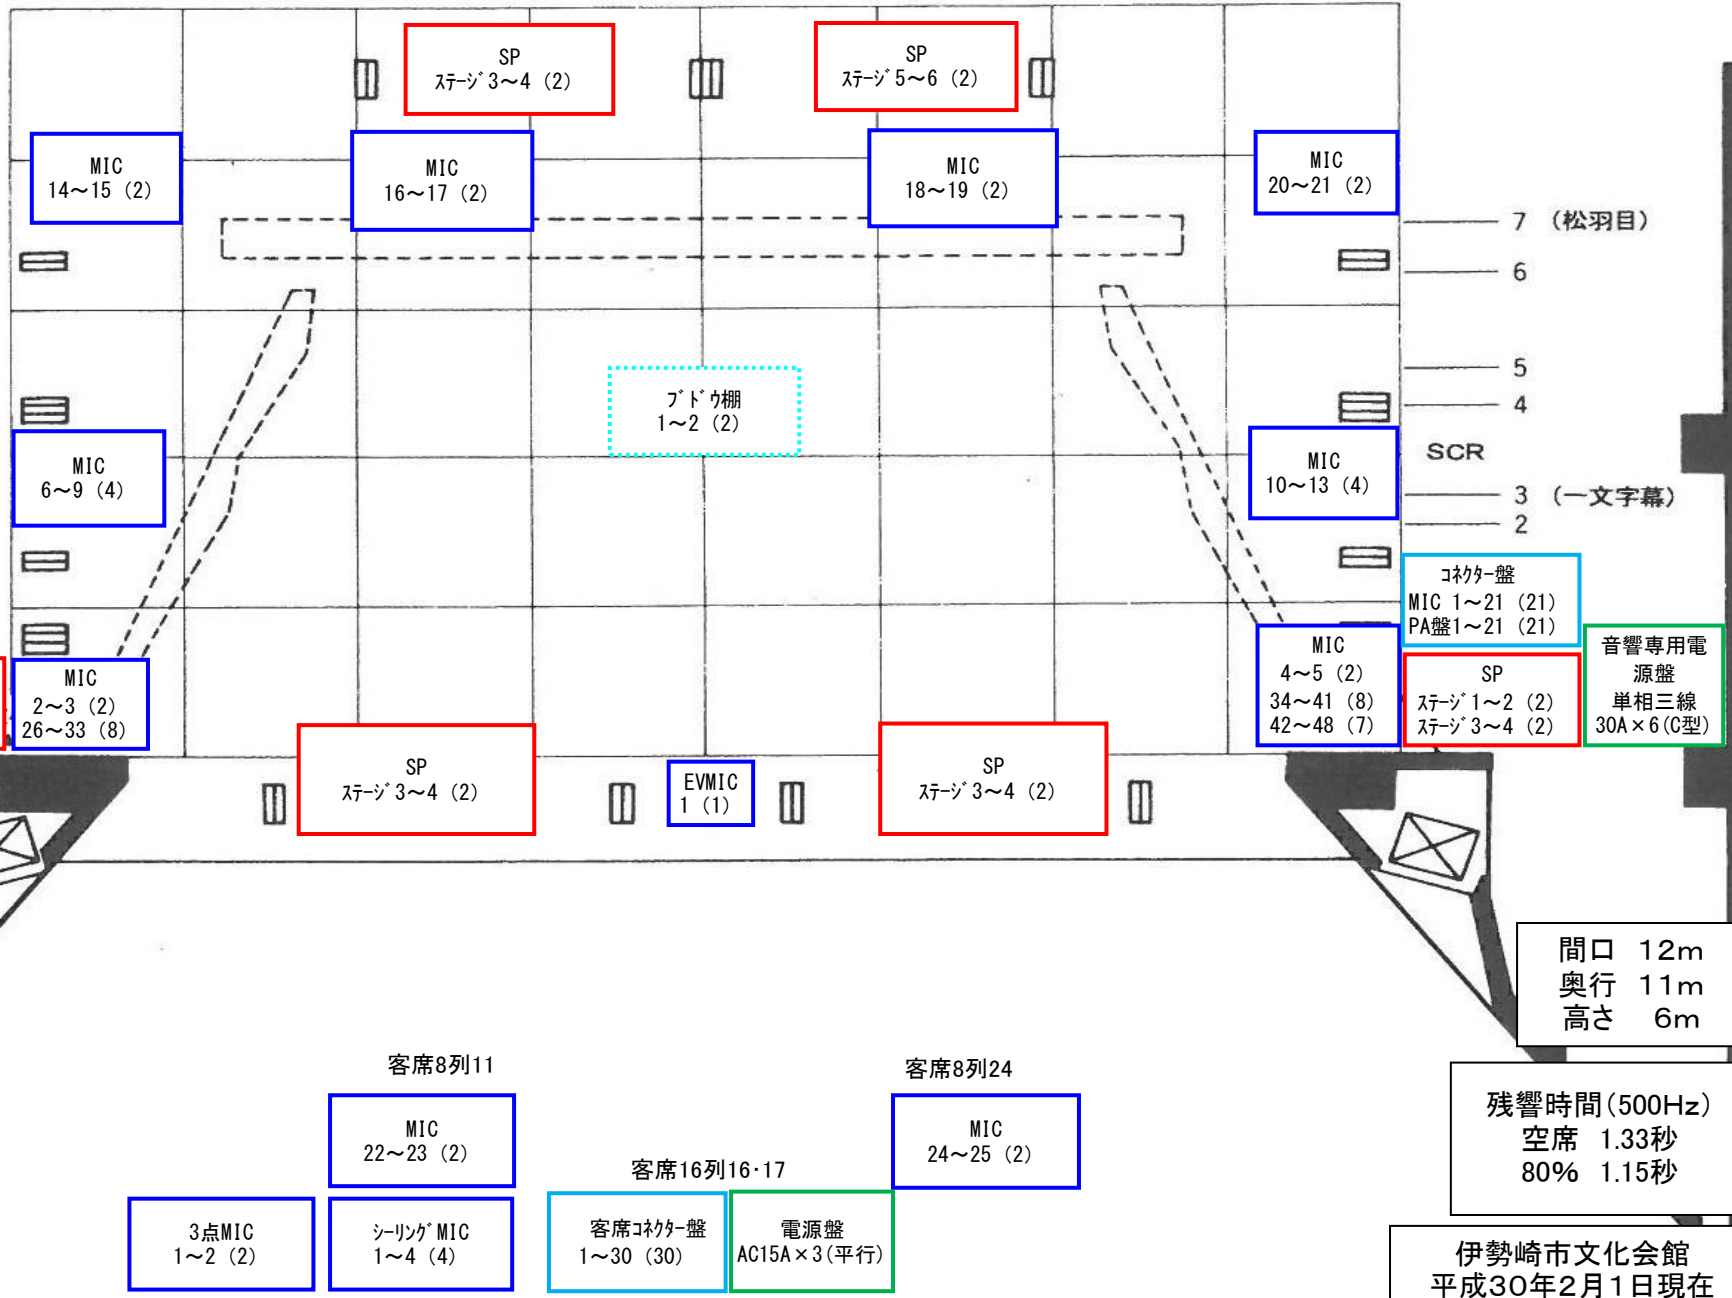 SP
ｽﾃｰｼﾞ3～4 (2)
SP
ｽﾃｰｼﾞ5～6 (2)
MIC
14～15 (2)
MIC
16～17 (2)
MIC
18～19 (2)
MIC
20～21 (2)
7 (松羽目)
6
5
4
SCR
3 (一文字幕)
2
ﾌﾞﾄﾞｳ棚
1～2 (2)
MIC
6～9 (4)
MIC
10～13 (4)
ｺﾈｸﾀｰ盤
MIC 1～21 (21)
PA盤1～21 (21)
MIC
2～3 (2)
26～33 (8)
MIC
4～5 (2)
34～41 (8)
42～48 (7)
SP
ｽﾃｰｼﾞ1～2 (2)
ｽﾃｰｼﾞ3～4 (2)
音響専用電
源盤
単相三線
30A×6(C型)
SP
ｽﾃｰｼﾞ3～4 (2)
EVMIC
1 (1)
SP
ｽﾃｰｼﾞ3～4 (2)
間口 12m
奥行 11m
高さ 6m
残響時間(500Hz)
空席 1.33秒
80% 1.15秒
客席8列11
MIC
22～23 (2)
客席8列24
MIC
24～25 (2)
客席16列16･17
3点MIC
1～2 (2)
ｼｰﾘﾝｸﾞMIC
1～4 (4)
客席ｺﾈｸﾀｰ盤
1～30 (30)
電源盤
AC15A×3(平行)
伊勢崎市文化会館
平成30年2月1日現在